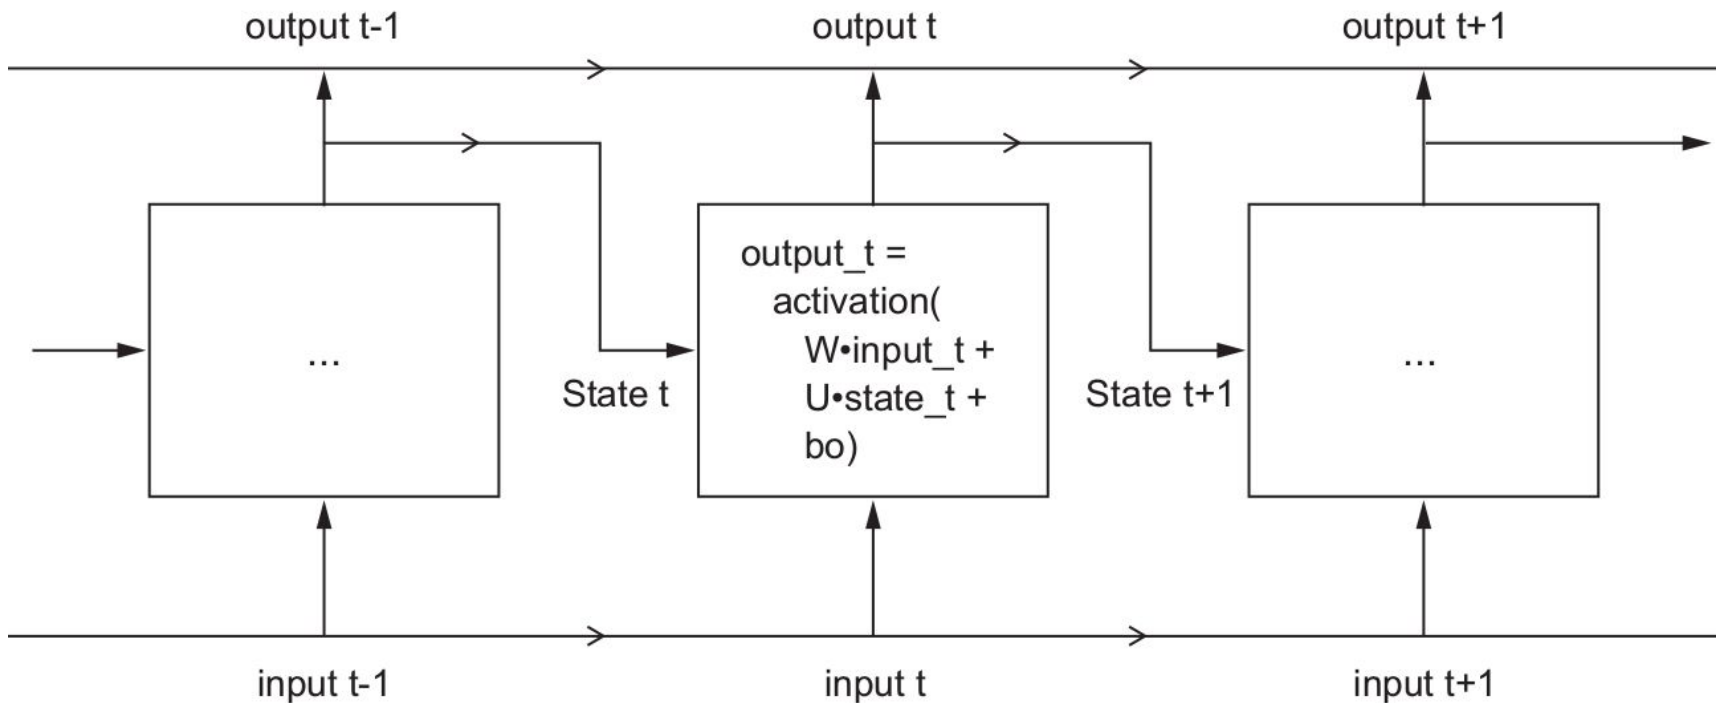 output t-1
output t
output t+1
output_t =
activation(
W•input_t +
U•state_t +
bo)
...
...
State t
State t+1
input t-1
input t
input t+1